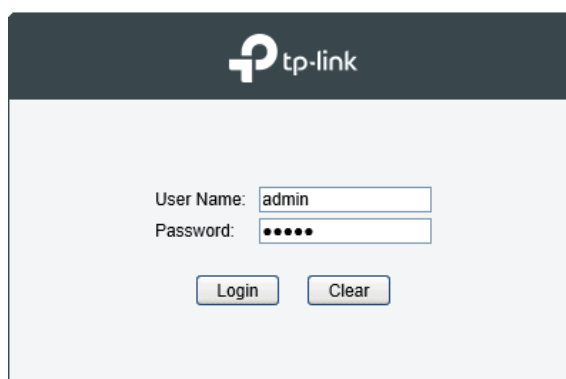 tp-link
User Name: admin
Password: •••••
Login Clear